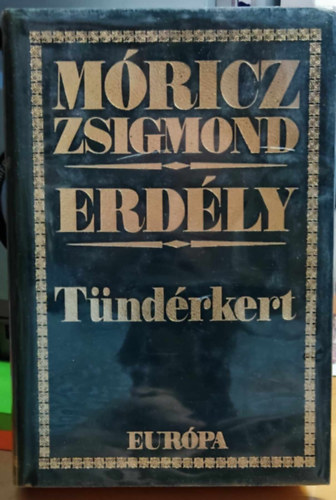 MÓRICZ
ZSIGMOND
ERDÉLY
Tündérkert
EURÓPA